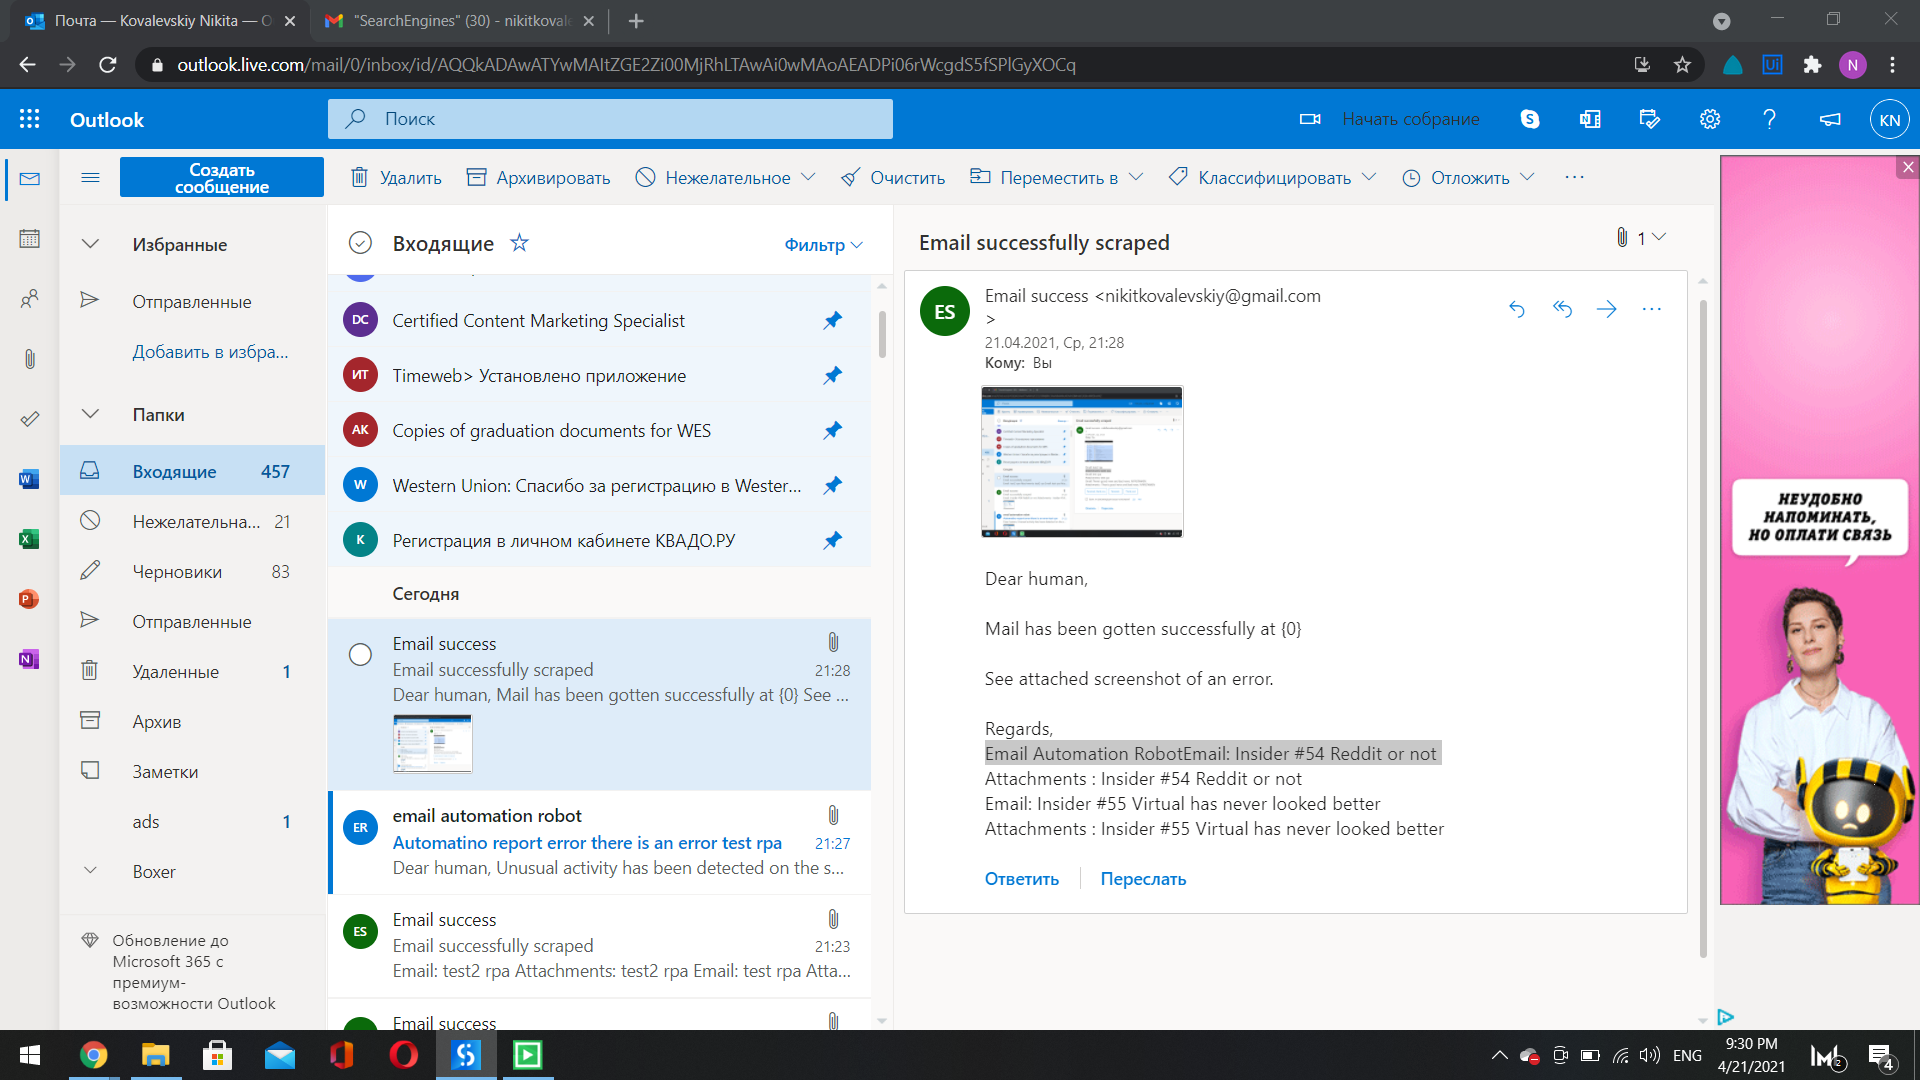 Почта — Kovalevskiy Nikita — O
"SearchEngines" (30) - nikitkoval
outlook.live.com/mail/0/inbox/id/AQQkADAwATYwMAItZGE2Zi00MjRhLTAwAi0wMAoAEADPi06rWcgdS5fSPlGyXOCq
N
Outlook
Поиск
Начать собрание
KN
Создать
сообщение
Удалить
Архивировать
Нежелательное
Очистить
Переместить в
Классифицировать
Отложить
Избранные
Отправленные
Добавить в избра...
Папки
Входящие 457
Нежелательна... 21
Черновики 83
Отправленные
Удаленные 1
Архив
Заметки
ads 1
Boxer
Обновление до
Microsoft 365 с
премиум-
возможности Outlook
Входящие
Фильтр
DC
Certified Content Marketing Specialist
ИТ
Timeweb> Установлено приложение
АК
Copies of graduation documents for WES
W
Western Union: Спасибо за регистрацию в Wester...
K
Регистрация в личном кабинете КВАДО.РУ
Сегодня
Email success
Email successfully scraped 21:28
Dear human, Mail has been gotten successfully at {0} See ...
ER
email automation robot
Automatino report error there is an error test rpa 21:27
Dear human, Unusual activity has been detected on the s...
ES
Email success
Email successfully scraped 21:23
Email: test2 rpa Attachments: test2 rpa Email: test rpa Atta...
Email success
Email successfully scraped
1
ES
Email success <nikitkovalevskiy@gmail.com
>
21.04.2021, Ср, 21:28
Кому: Вы
Dear human,
Mail has been gotten successfully at {0}
See attached screenshot of an error.
Regards,
Email Automation RobotEmail: Insider #54 Reddit or not
Attachments : Insider #54 Reddit or not
Email: Insider #55 Virtual has never looked better
Attachments : Insider #55 Virtual has never looked better
Ответить
Переслать
НЕУДОБНО
НАПОМИНАТЬ,
НО ОПЛАТИ СВЯЗЬ
ENG
9:30 PM
4/21/2021
2
4